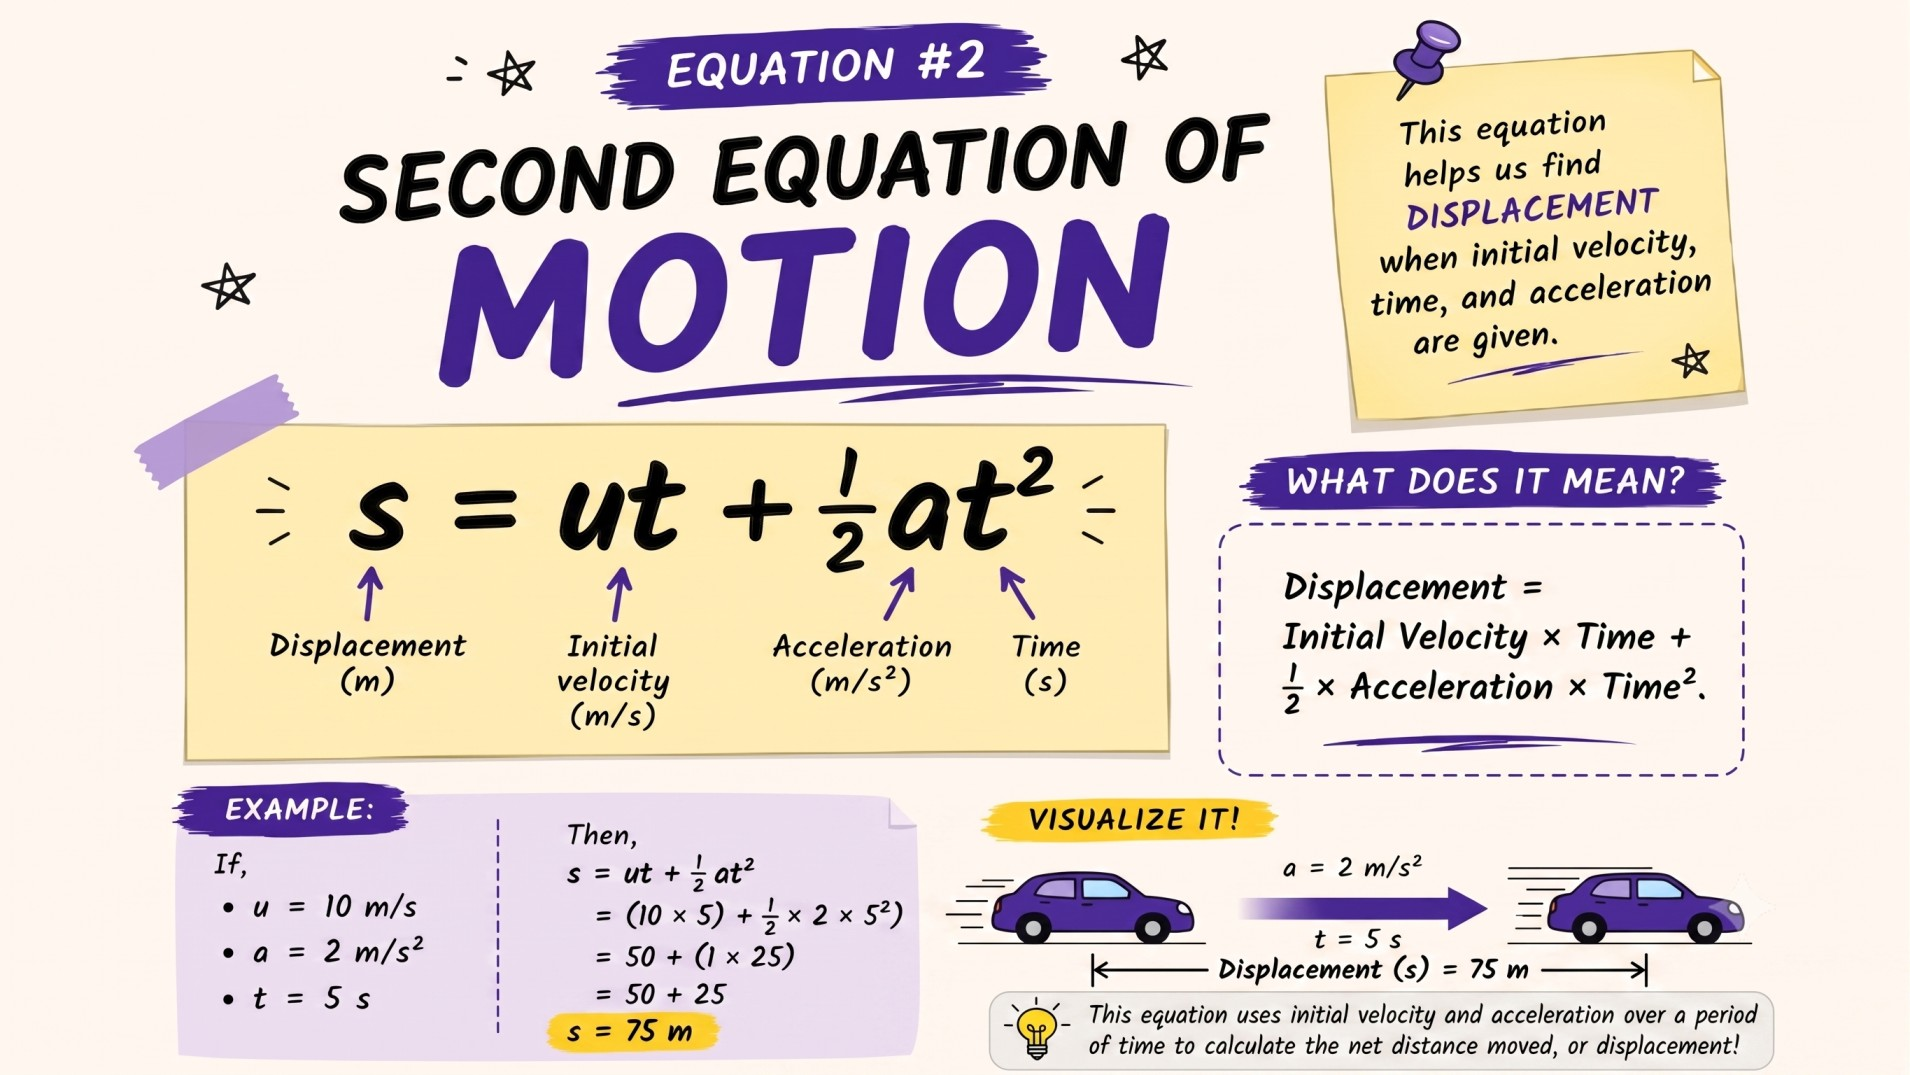 EQUATION #2
SECOND EQUATION OF
MOTION
This equation
helps us find
DISPLACEMENT
when initial velocity,
time, and acceleration
are given.
s = ut + ½at²
Displacement
(m)
Initial
velocity
(m/s)
Acceleration
(m/s²)
Time
(s)
WHAT DOES IT MEAN?
Displacement =
Initial Velocity × Time +
½ × Acceleration × Time².
EXAMPLE:
If,
• u = 10 m/s
• a = 2 m/s²
• t = 5 s
Then,
s = ut + ½ at²
= (10 × 5) + ½ × 2 × 5²)
= 50 + (1 × 25)
= 50 + 25
s = 75 m
VISUALIZE IT!
a = 2 m/s²
t = 5 s
Displacement (s) = 75 m
This equation uses initial velocity and acceleration over a period
of time to calculate the net distance moved, or displacement!